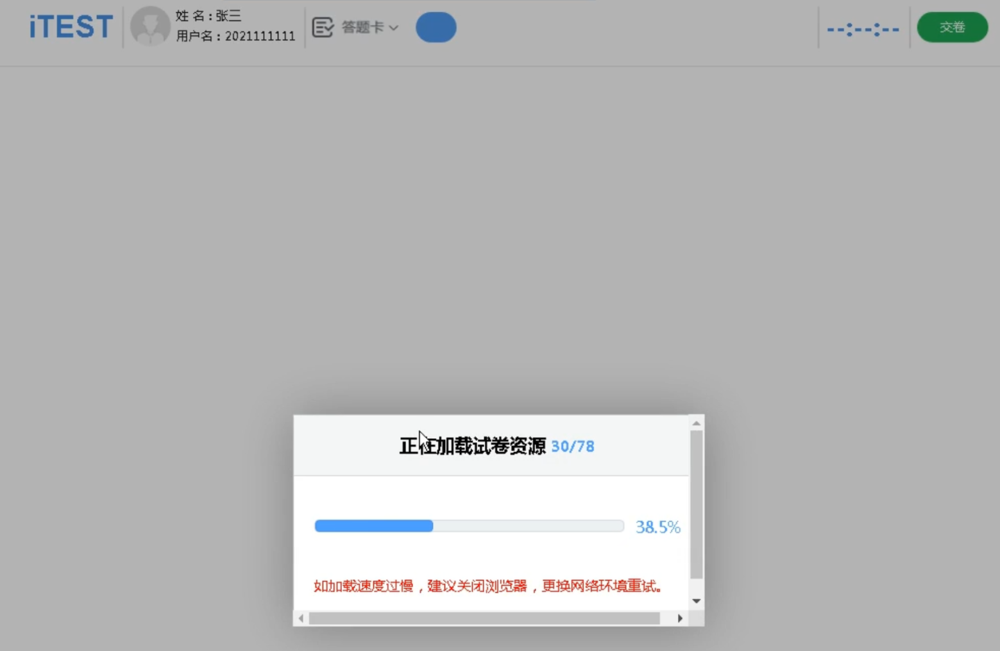 iTEST
姓 名：张三
用户名：2021111111
答题卡
--:--:--
交卷
正在加载试卷资源 30/78
38.5%
如加载速度过慢，建议关闭浏览器，更换网络环境重试。